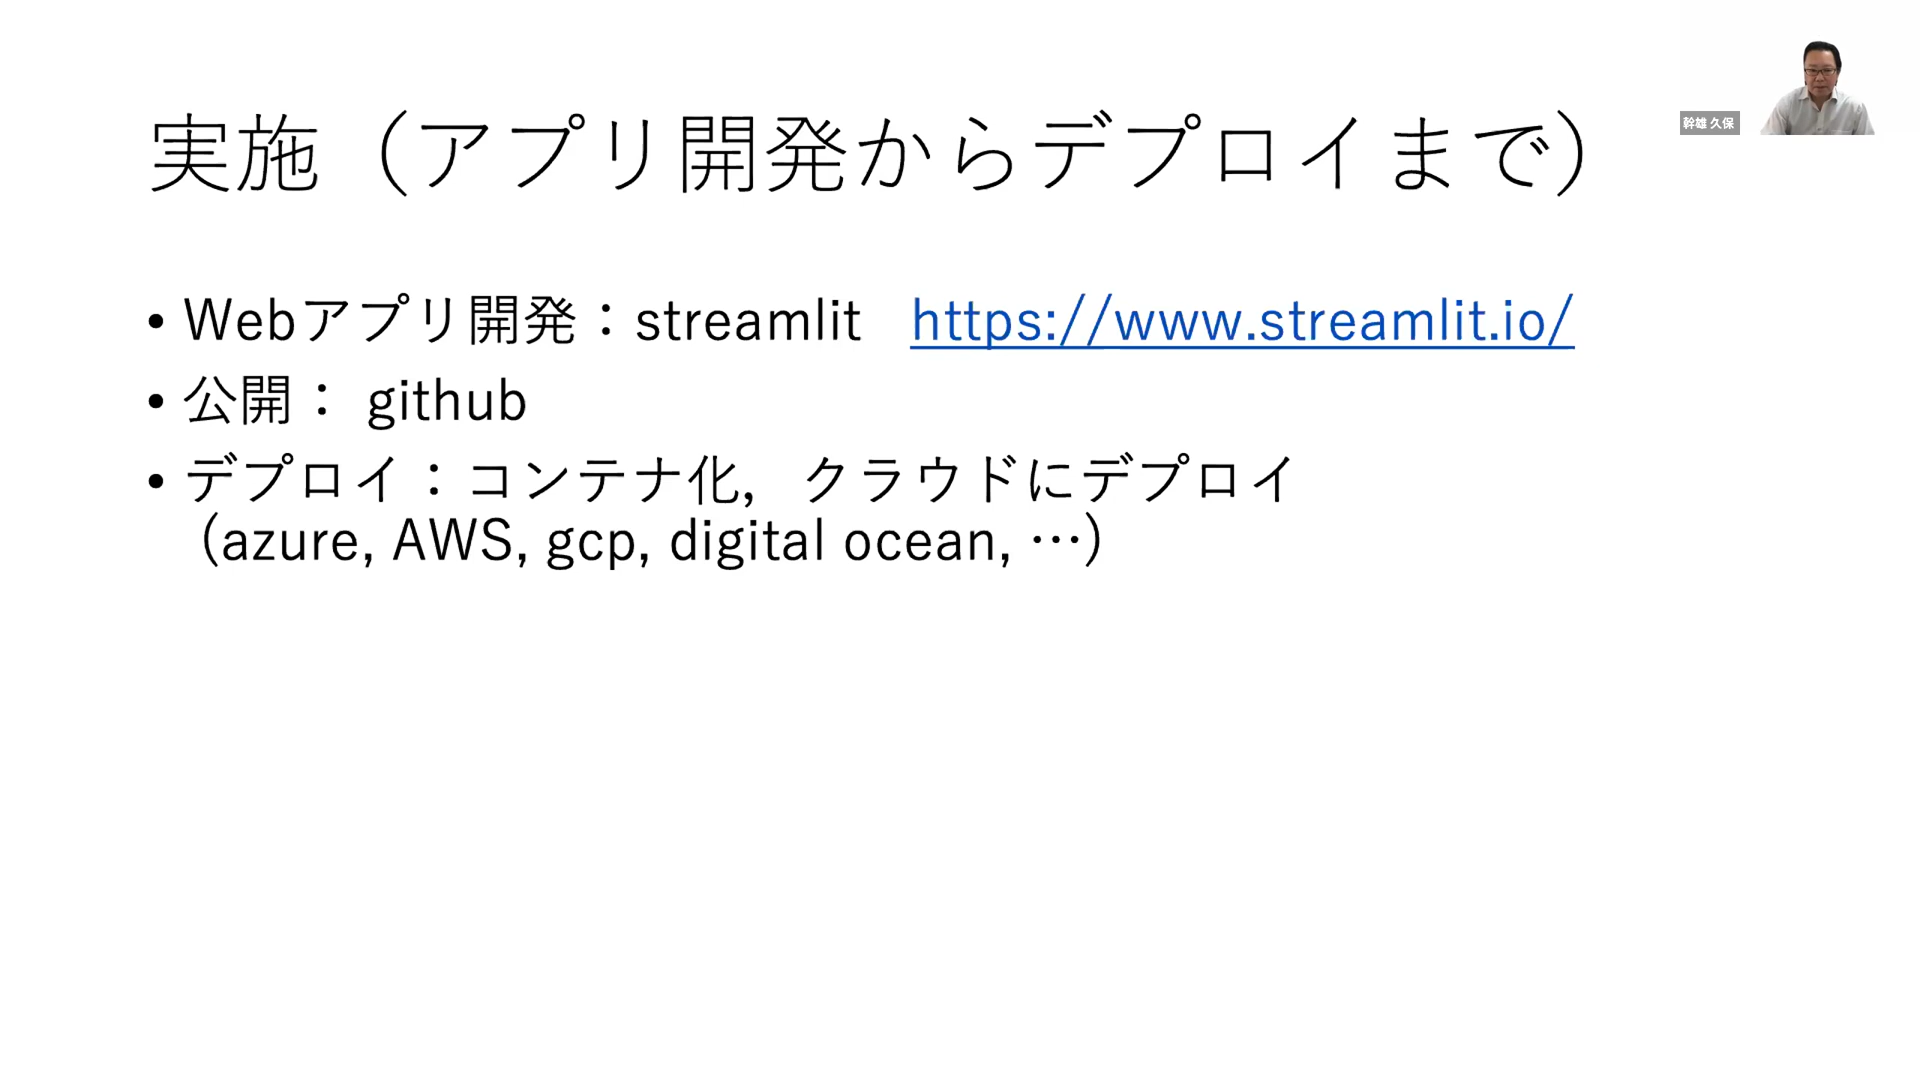 実施（アプリ開発からデプロイまで）
幹雄 久保
• Webアプリ開発：streamlit https://www.streamlit.io/
• 公開： github
• デプロイ：コンテナ化，クラウドにデプロイ
（azure, AWS, gcp, digital ocean, …）